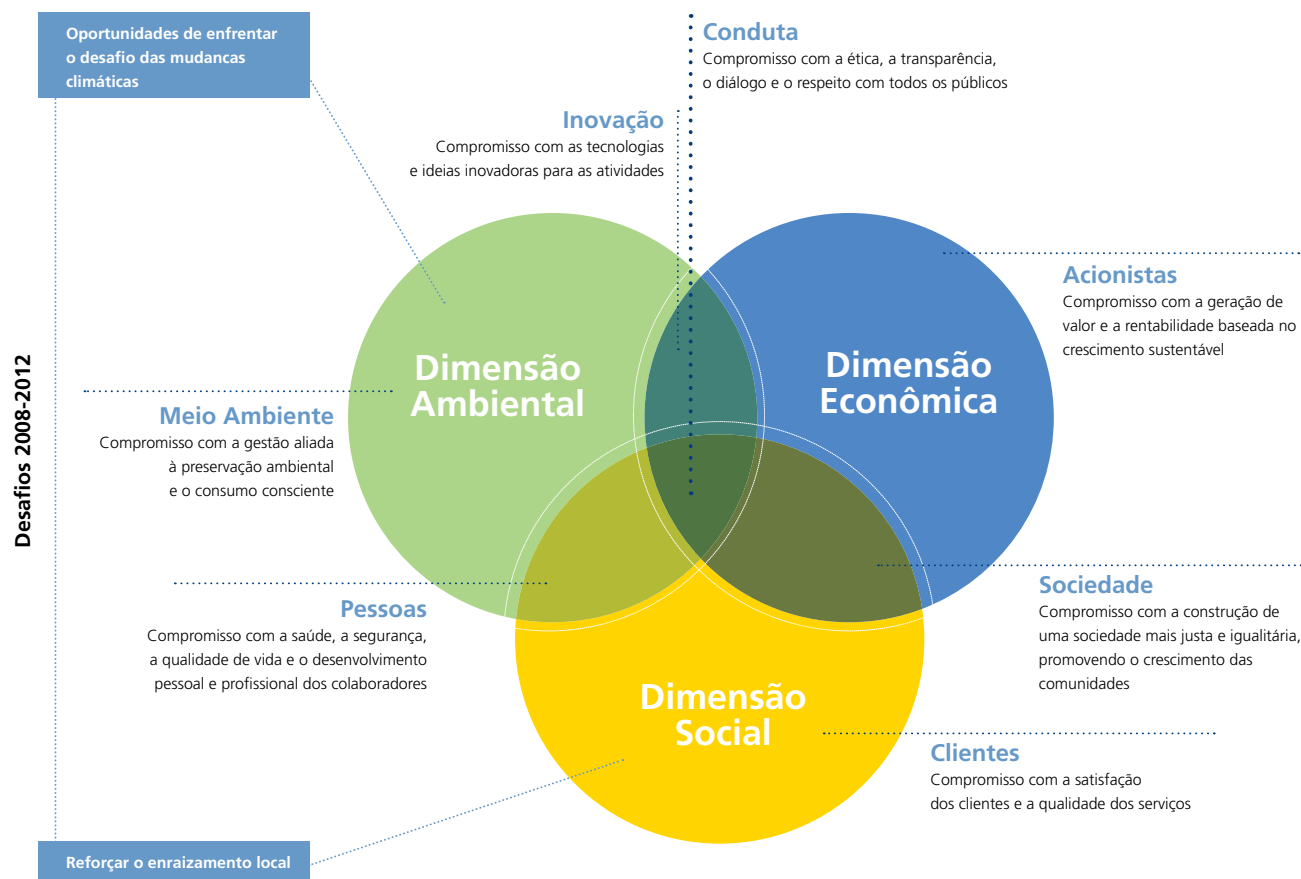 Oportunidades de enfrentar
o desafio das mudancas
climáticas
Conduta
Compromisso com a ética, a transparência,
o diálogo e o respeito com todos os públicos
Inovação
Compromisso com as tecnologias
e ideias inovadoras para as atividades
Acionistas
Compromisso com a geração de
valor e a rentabilidade baseada no
crescimento sustentável
Dimensão
Ambiental
Dimensão
Econômica
Desafios 2008-2012
Meio Ambiente
Compromisso com a gestão aliada
à preservação ambiental
e o consumo consciente
Pessoas
Compromisso com a saúde, a segurança,
a qualidade de vida e o desenvolvimento
pessoal e profissional dos colaboradores
Sociedade
Compromisso com a construção de
uma sociedade mais justa e igualitária,
promovendo o crescimento das
comunidades
Dimensão
Social
Clientes
Compromisso com a satisfação
dos clientes e a qualidade dos serviços
Reforçar o enraizamento local